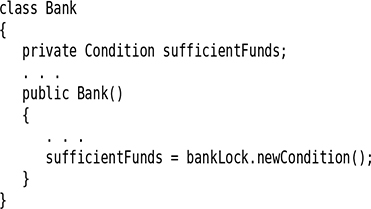 class Bank
{
   private Condition sufficientFunds;
   . . .
   public Bank()
   {
      . . .
      sufficientFunds = bankLock.newCondition();
   }
}